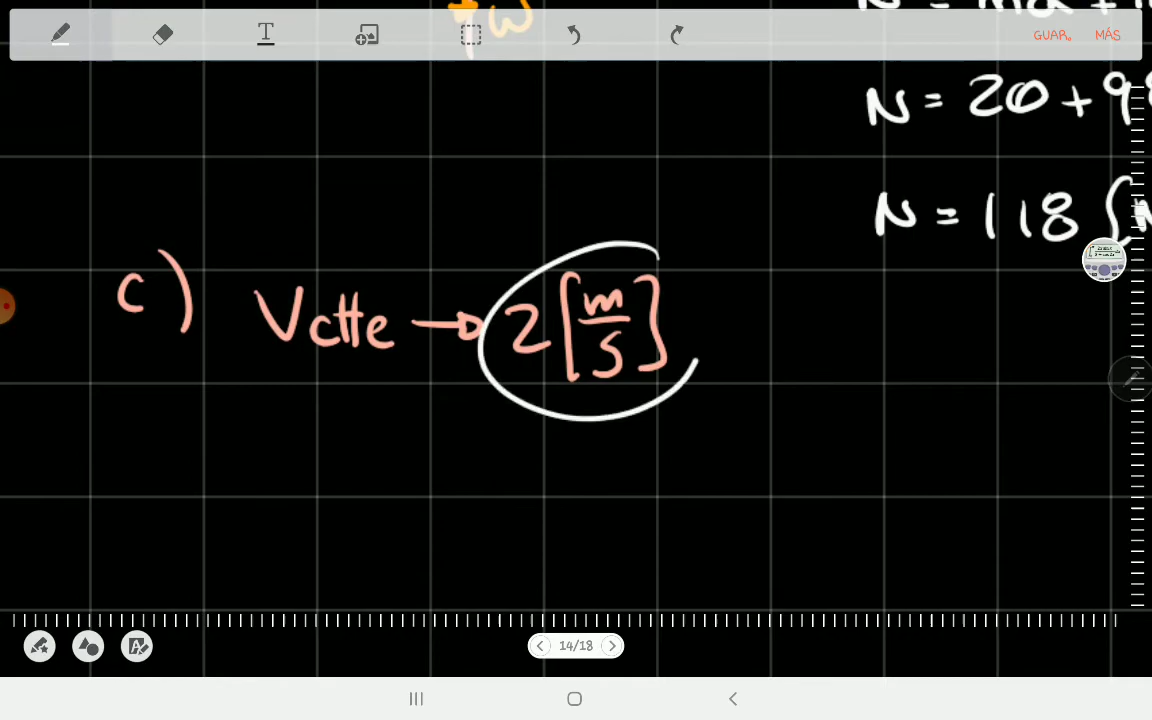 GUAR. MÁS
W
N = 20 + 9
N = 118 [N
c) Vctte → 2 [m/s]
14/18